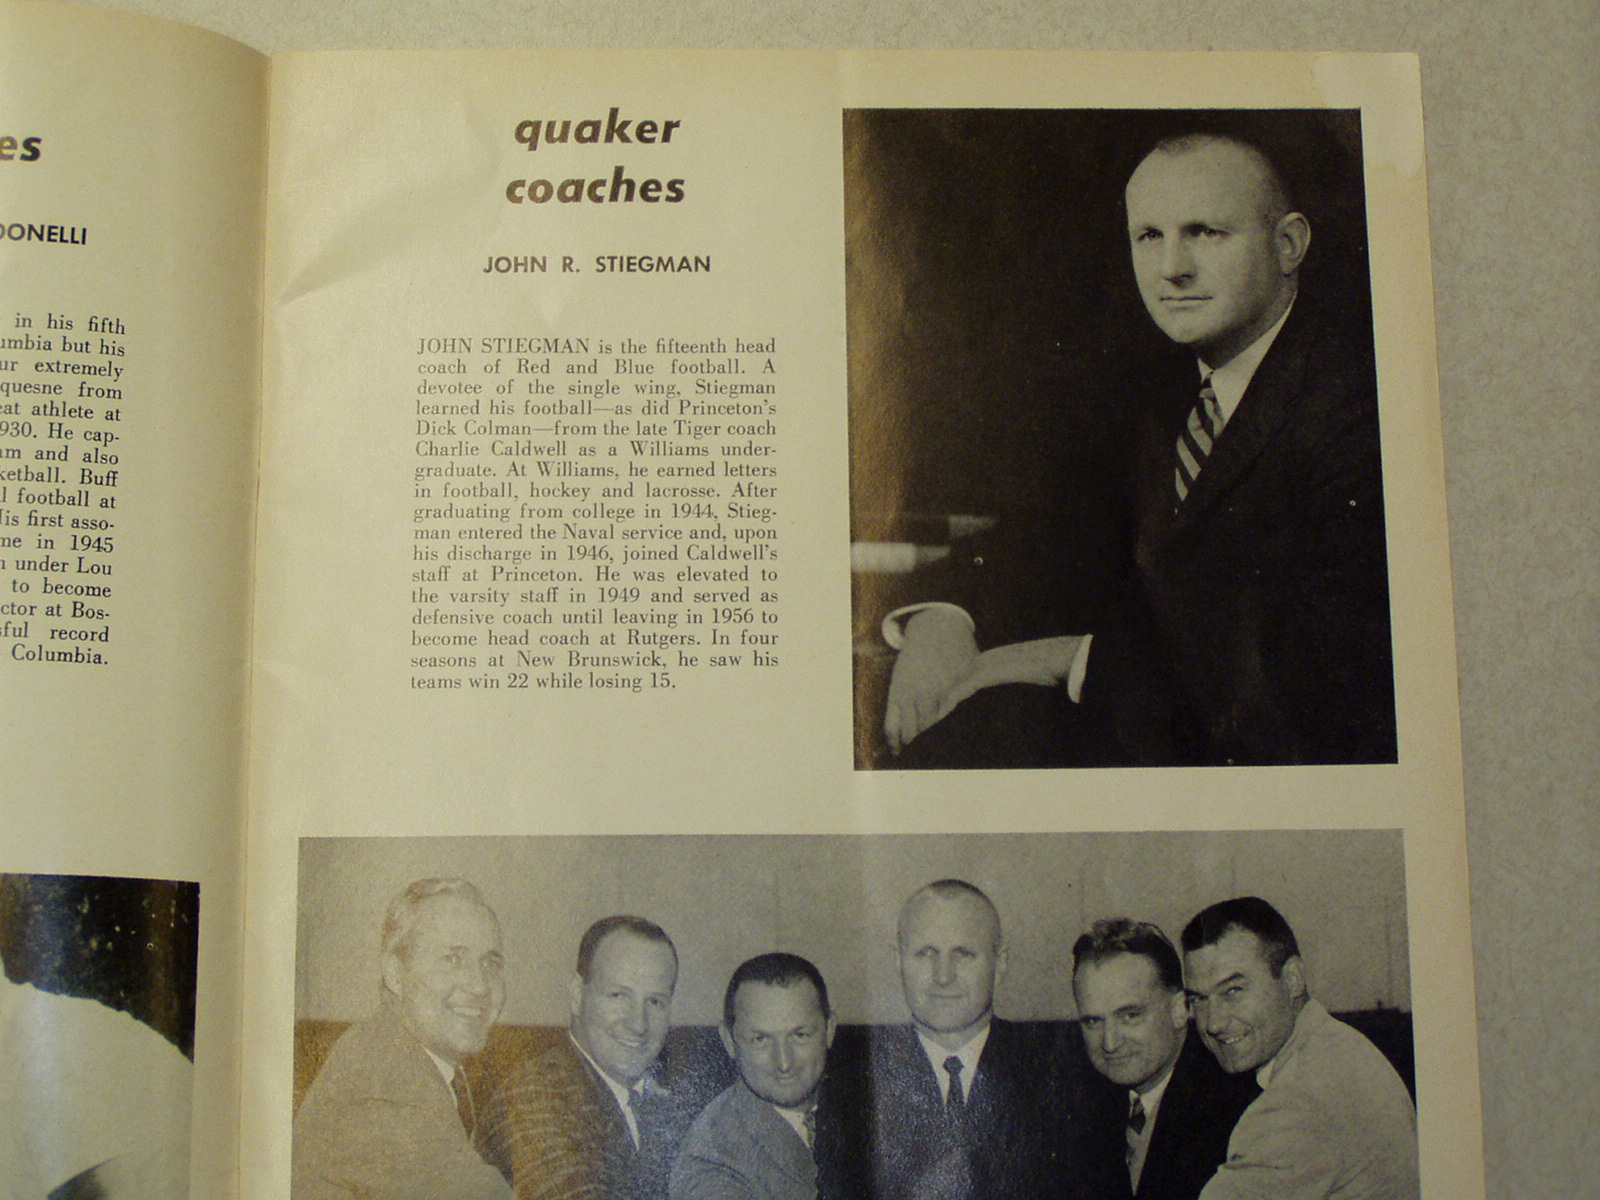 es
DONELLI
in his fifth
umbia but his
ur extremely
quesne from
eat athlete at
930. He cap-
am and also
ketball. Buff
l football at
His first asso-
me in 1945
n under Lou
to become
ctor at Bos-
sful record
Columbia.
quaker
coaches
JOHN R. STIEGMAN
JOHN STIEGMAN is the fifteenth head
coach of Red and Blue football. A
devotee of the single wing, Stiegman
learned his football—as did Princeton's
Dick Colman—from the late Tiger coach
Charlie Caldwell as a Williams under-
graduate. At Williams, he earned letters
in football, hockey and lacrosse. After
graduating from college in 1944, Stieg-
man entered the Naval service and, upon
his discharge in 1946, joined Caldwell's
staff at Princeton. He was elevated to
the varsity staff in 1949 and served as
defensive coach until leaving in 1956 to
become head coach at Rutgers. In four
seasons at New Brunswick, he saw his
teams win 22 while losing 15.